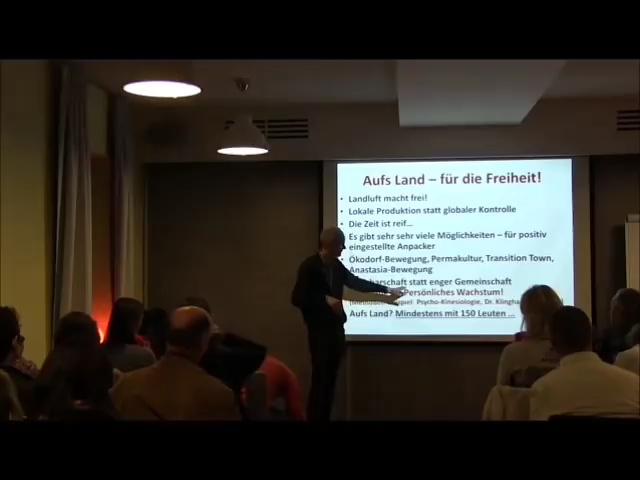 Aufs Land – für die Freiheit!
• Landluft macht frei!
• Lokale Produktion statt globaler Kontrolle
• Die Zeit ist reif...
• Es gibt sehr sehr viele Möglichkeiten – für positiv
eingestellte Anpacker
• Ökodorf-Bewegung, Permakultur, Transition Town,
Anastasia-Bewegung
statt enger Gemeinschaft
Persönliches Wachstum!
Psycho-Kinesiologie, Dr.
Aufs Land? Mindestens mit 150 Leuten ...